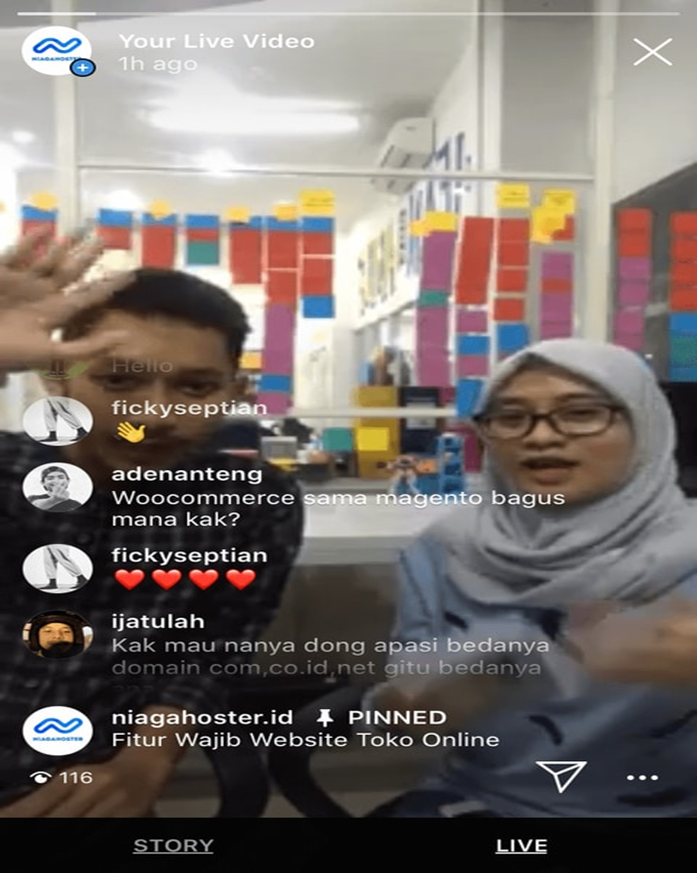 Your Live Video
1h ago
NIAGAHOSTER
Hello
fickyseptian
adenanteng
Woocommerce sama magento bagus
mana kak?
fickyseptian
ijatulah
Kak mau nanya dong apasi bedanya
domain com,co.id,net gitu bedanya
niagahoster.id PINNED
NIAGAHOSTER
Fitur Wajib Website Toko Online
116
STORY LIVE